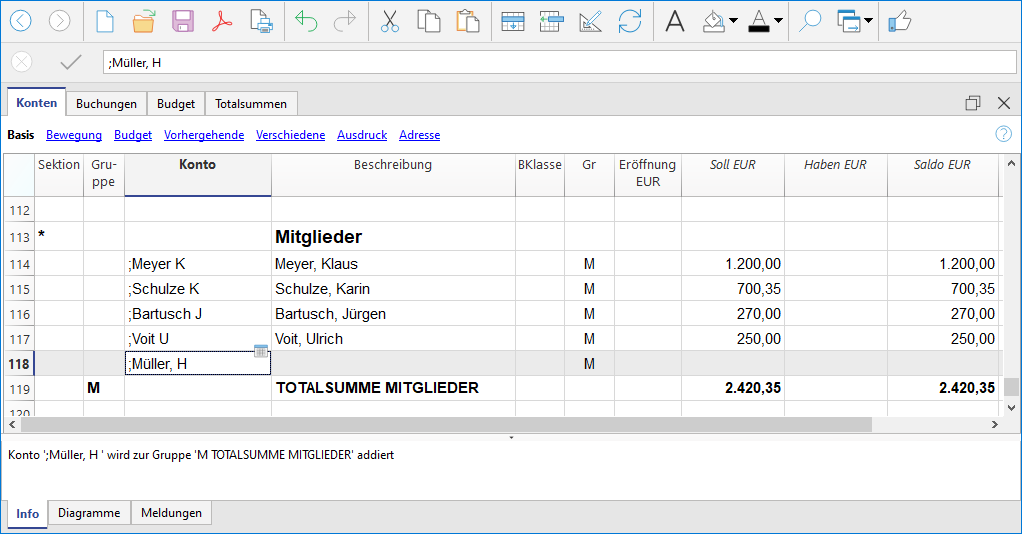 ;Müller, H
Konten Buchungen Budget Totalsummen
Basis Bewegung Budget Vorhergehende Verschiedene Ausdruck Adresse
Sektion Gru-ppe Konto Beschreibung BKlasse Gr Eröffnung EUR Soll EUR Haben EUR Saldo EUR
112
113 * Mitglieder
114 ;Meyer K Meyer, Klaus M 1.200,00 1.200,00
115 ;Schulze K Schulze, Karin M 700,35 700,35
116 ;Bartusch J Bartusch, Jürgen M 270,00 270,00
117 ;Voit U Voit, Ulrich M 250,00 250,00
118 ;Müller, H M
119 M TOTALSUMME MITGLIEDER 2.420,35 2.420,35
120
Konto ';Müller, H ' wird zur Gruppe 'M TOTALSUMME MITGLIEDER' addiert
Info Diagramme Meldungen